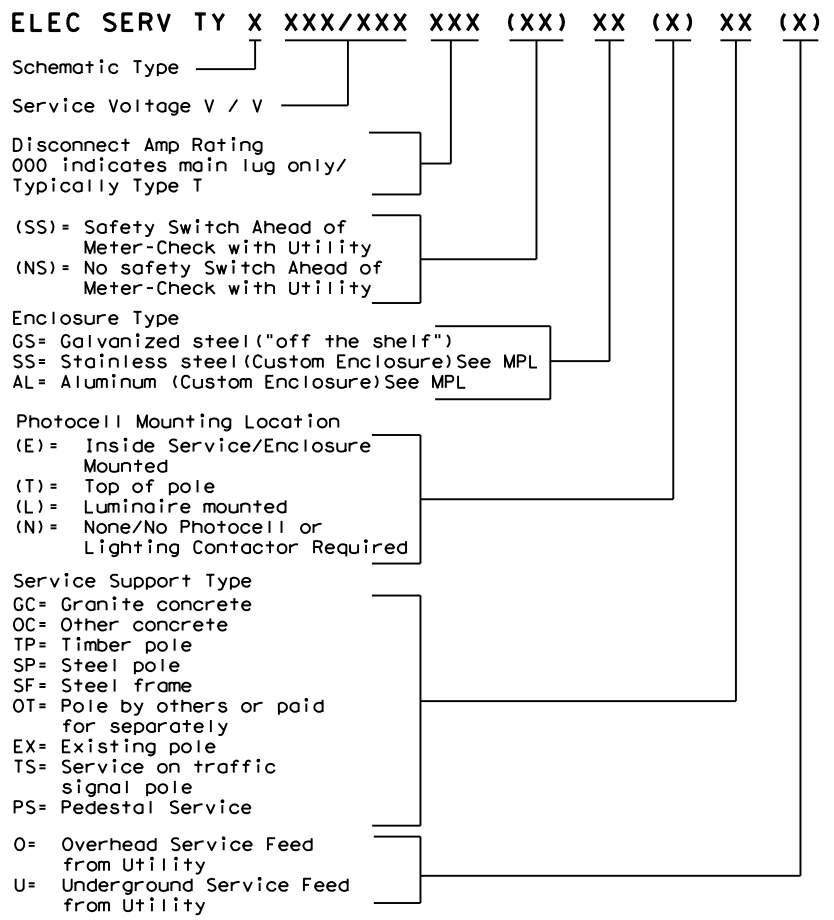 ELEC SERV TY X XXX/XXX XXX (XX) XX (X) XX (X)
Schematic Type
Service Voltage V / V
Disconnect Amp Rating
000 indicates main lug only/
Typically Type T
(SS)= Safety Switch Ahead of
Meter-Check with Utility
(NS)= No safety Switch Ahead of
Meter-Check with Utility
Enclosure Type
GS= Galvanized steel("off the shelf")
SS= Stainless steel(Custom Enclosure)See MPL
AL= Aluminum (Custom Enclosure)See MPL
Photocell Mounting Location
(E)= Inside Service/Enclosure
Mounted
(T)= Top of pole
(L)= Luminaire mounted
(N)= None/No Photocell or
Lighting Contactor Required
Service Support Type
GC= Granite concrete
OC= Other concrete
TP= Timber pole
SP= Steel pole
SF= Steel frame
OT= Pole by others or paid
for separately
EX= Existing pole
TS= Service on traffic
signal pole
PS= Pedestal Service
O= Overhead Service Feed
from Utility
U= Underground Service Feed
from Utility